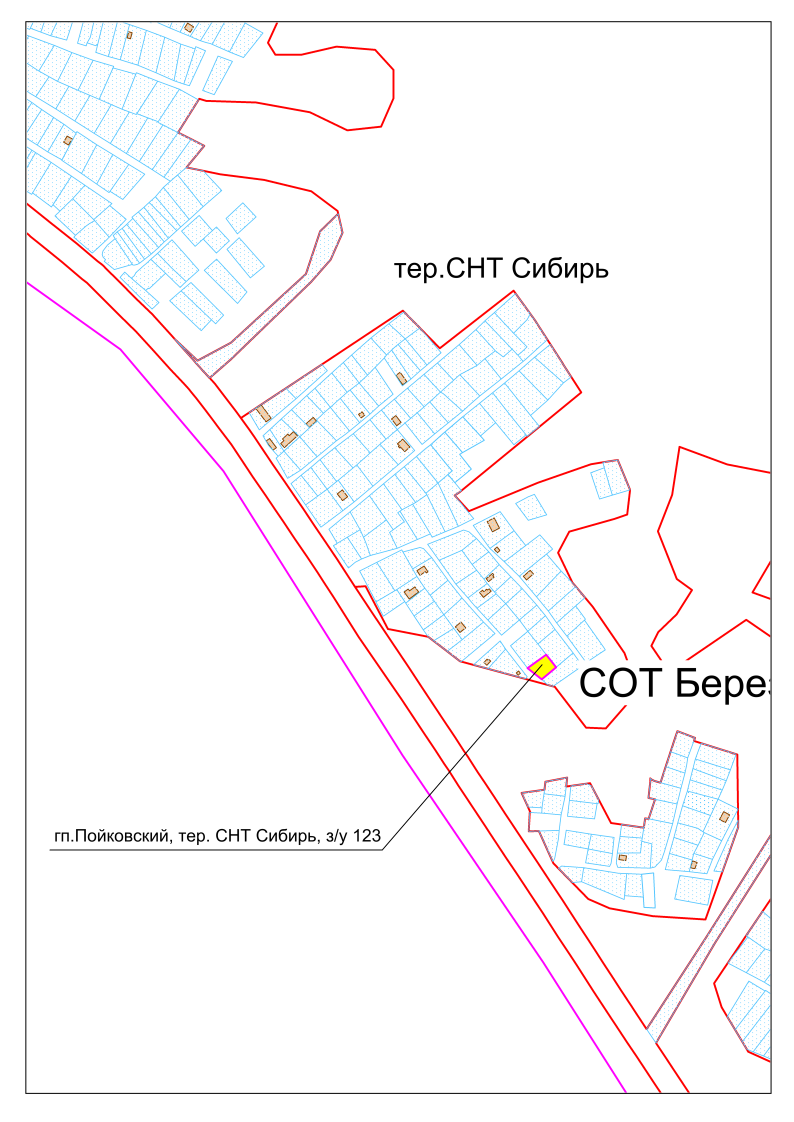 тер.СНТ Сибирь
СОТ Бере
гп.Пойковский, тер. СНТ Сибирь, з/у 123